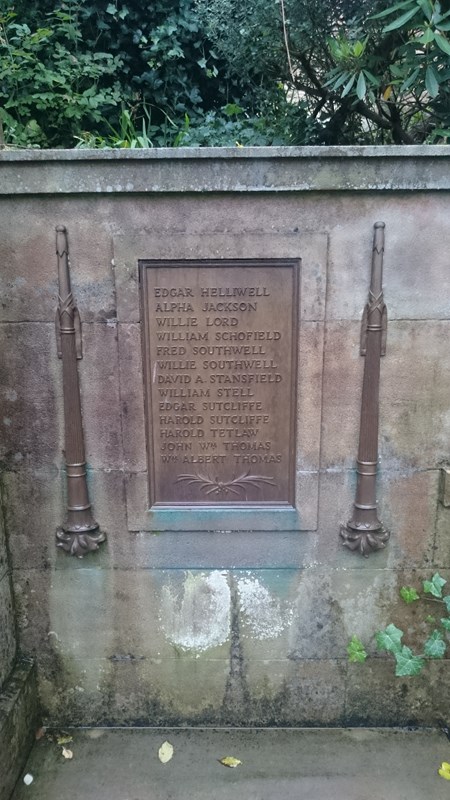 EDGAR HELLIWELL
ALPHA JACKSON
WILLIE LORD
WILLIAM SCHOFIELD
FRED SOUTHWELL
WILLIE SOUTHWELL
DAVID A. STANSFIELD
WILLIAM STELL
EDGAR SUTCLIFFE
HAROLD SUTCLIFFE
HAROLD TETLAW
JOHN Wᴹ THOMAS
Wᴹ ALBERT THOMAS